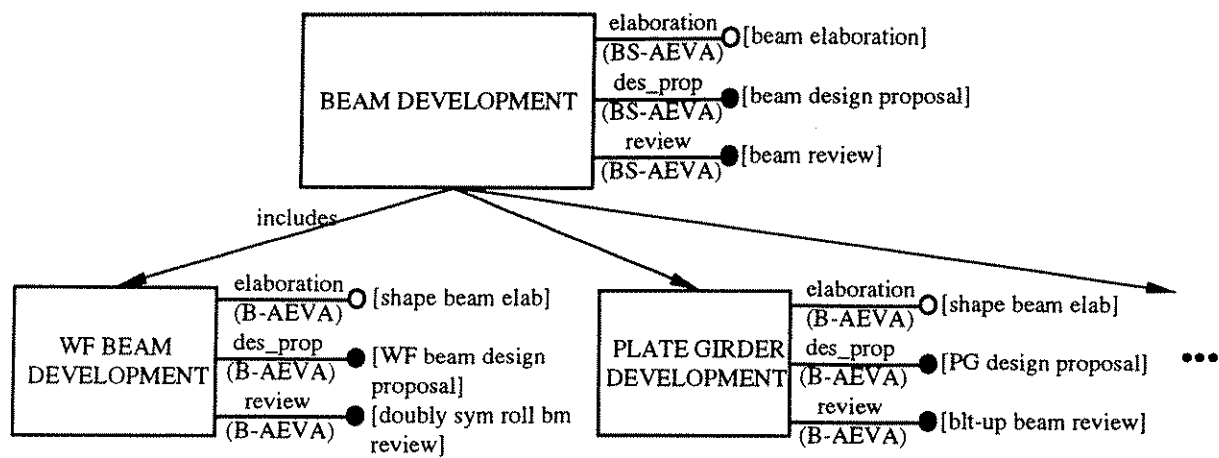 elaboration
(BS-AEVA)
[beam elaboration]
BEAM DEVELOPMENT
des_prop
(BS-AEVA)
[beam design proposal]
review
(BS-AEVA)
[beam review]
includes
elaboration
(B-AEVA)
[shape beam elab]
WF BEAM
DEVELOPMENT
des_prop
(B-AEVA)
[WF beam design
proposal]
review
(B-AEVA)
[doubly sym roll bm
review]
elaboration
(B-AEVA)
[shape beam elab]
PLATE GIRDER
DEVELOPMENT
des_prop
(B-AEVA)
[PG design proposal]
review
(B-AEVA)
[blt-up beam review]
•••